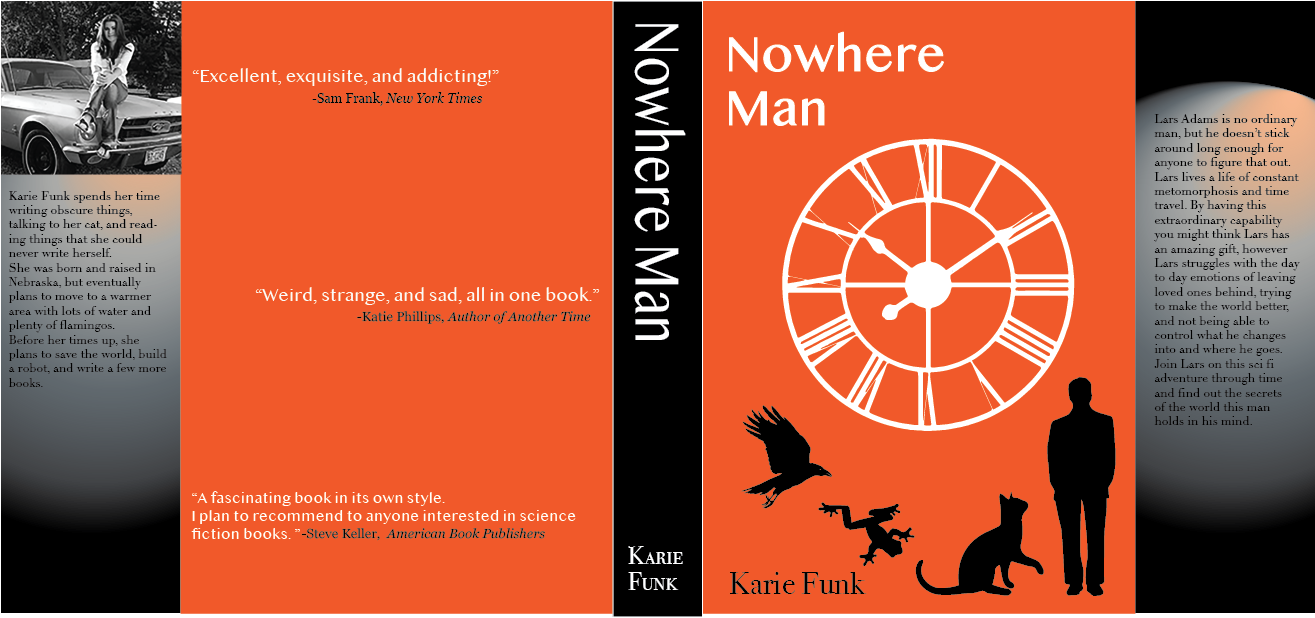 Karie Funk spends her time
writing obscure things,
talking to her cat, and read-
ing things that she could
never write herself.
She was born and raised in
Nebraska, but eventually
plans to move to a warmer
area with lots of water and
plenty of flamingos.
Before her times up, she
plans to save the world, build
a robot, and write a few more
books.
“Excellent, exquisite, and addicting!”
-Sam Frank, New York Times
“Weird, strange, and sad, all in one book.”
-Katie Phillips, Author of Another Time
“A fascinating book in its own style.
I plan to recommend to anyone interested in science
fiction books. ” -Steve Keller, American Book Publishers
Nowhere Man
KARIE
FUNK
Nowhere
Man
Karie Funk
Lars Adams is no ordinary
man, but he doesn’t stick
around long enough for
anyone to figure that out.
Lars lives a life of constant
metomorphosis and time
travel. By having this
extraordinary capability
you might think Lars has
an amazing gift, however
Lars struggles with the day
to day emotions of leaving
loved ones behind, trying
to make the world better,
and not being able to
control what he changes
into and where he goes.
Join Lars on this sci fi
adventure through time
and find out the secrets
of the world this man
holds in his mind.